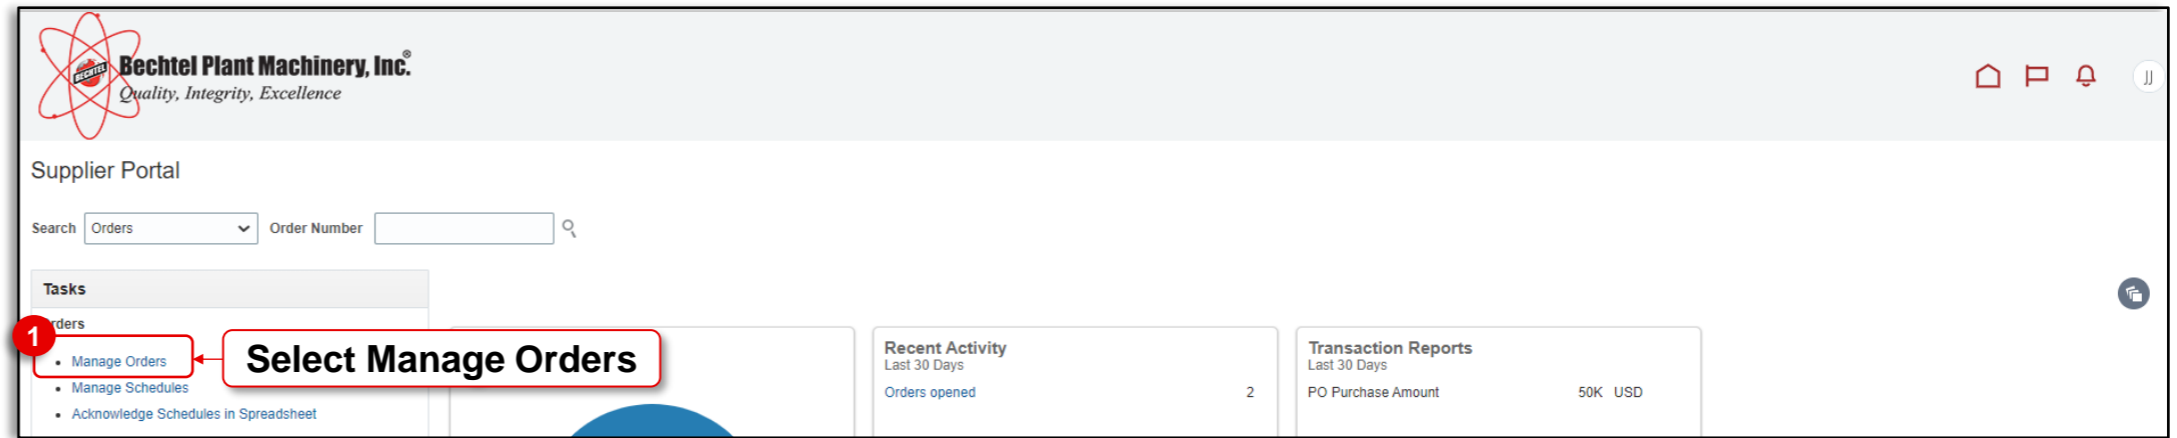 BECHTEL
Bechtel Plant Machinery, Inc.®
Quality, Integrity, Excellence
JJ
Supplier Portal
Search Orders Order Number
Tasks
rders
1
Manage Orders
Select Manage Orders
Manage Schedules
Acknowledge Schedules in Spreadsheet
Recent Activity
Last 30 Days
Orders opened 2
Transaction Reports
Last 30 Days
PO Purchase Amount 50K USD